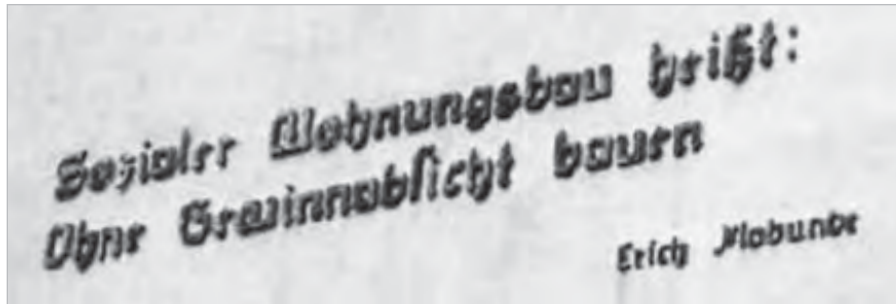 Sozialer Wohnungsbau heißt:
Ohne Gewinnabsicht bauen
Erich Klabunde